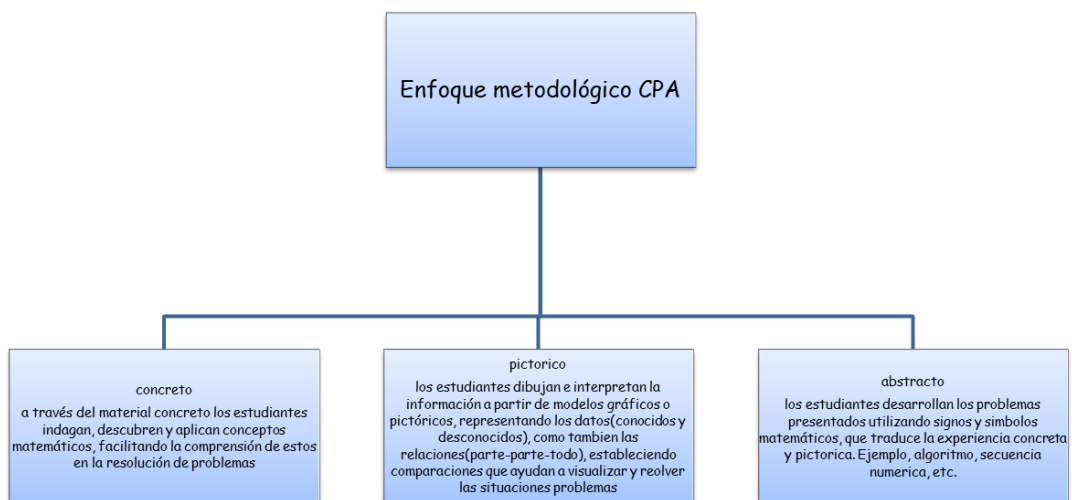 Enfoque metodológico CPA
concreto
a través del material concreto los estudiantes
indagan, descubren y aplican conceptos
matemáticos, facilitando la comprensión de estos
en la resolución de problemas
pictorico
los estudiantes dibujan e interpretan la
información a partir de modelos gráficos o
pictóricos, representando los datos(conocidos y
desconocidos), como tambien las
relaciones(parte-parte-todo), estableciendo
comparaciones que ayudan a visualizar y reolver
las situaciones problemas
abstracto
los estudiantes desarrollan los problemas
presentados utilizando signos y simbolos
matemáticos, que traduce la experiencia concreta
y pictorica. Ejemplo, algoritmo, secuencia
numerica, etc.